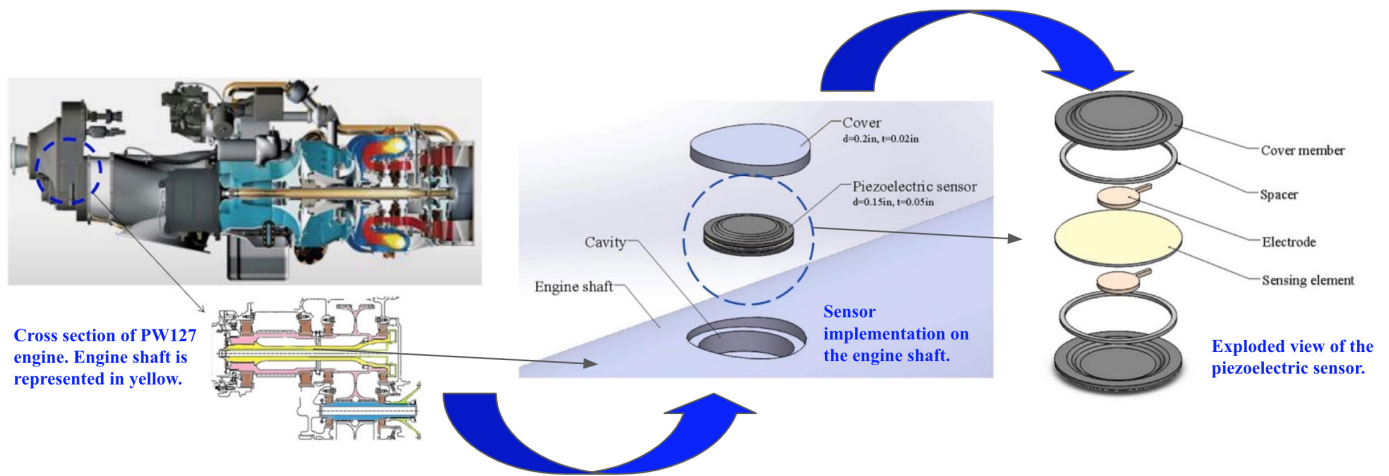 Cross section of PW127
engine. Engine shaft is
represented in yellow.
Cover
d=0.2in, t=0.02in
Piezoelectric sensor
d=0.15in, t=0.05in
Cavity
Engine shaft
Sensor
implementation on
the engine shaft.
Cover member
Spacer
Electrode
Sensing element
Exploded view of the
piezoelectric sensor.